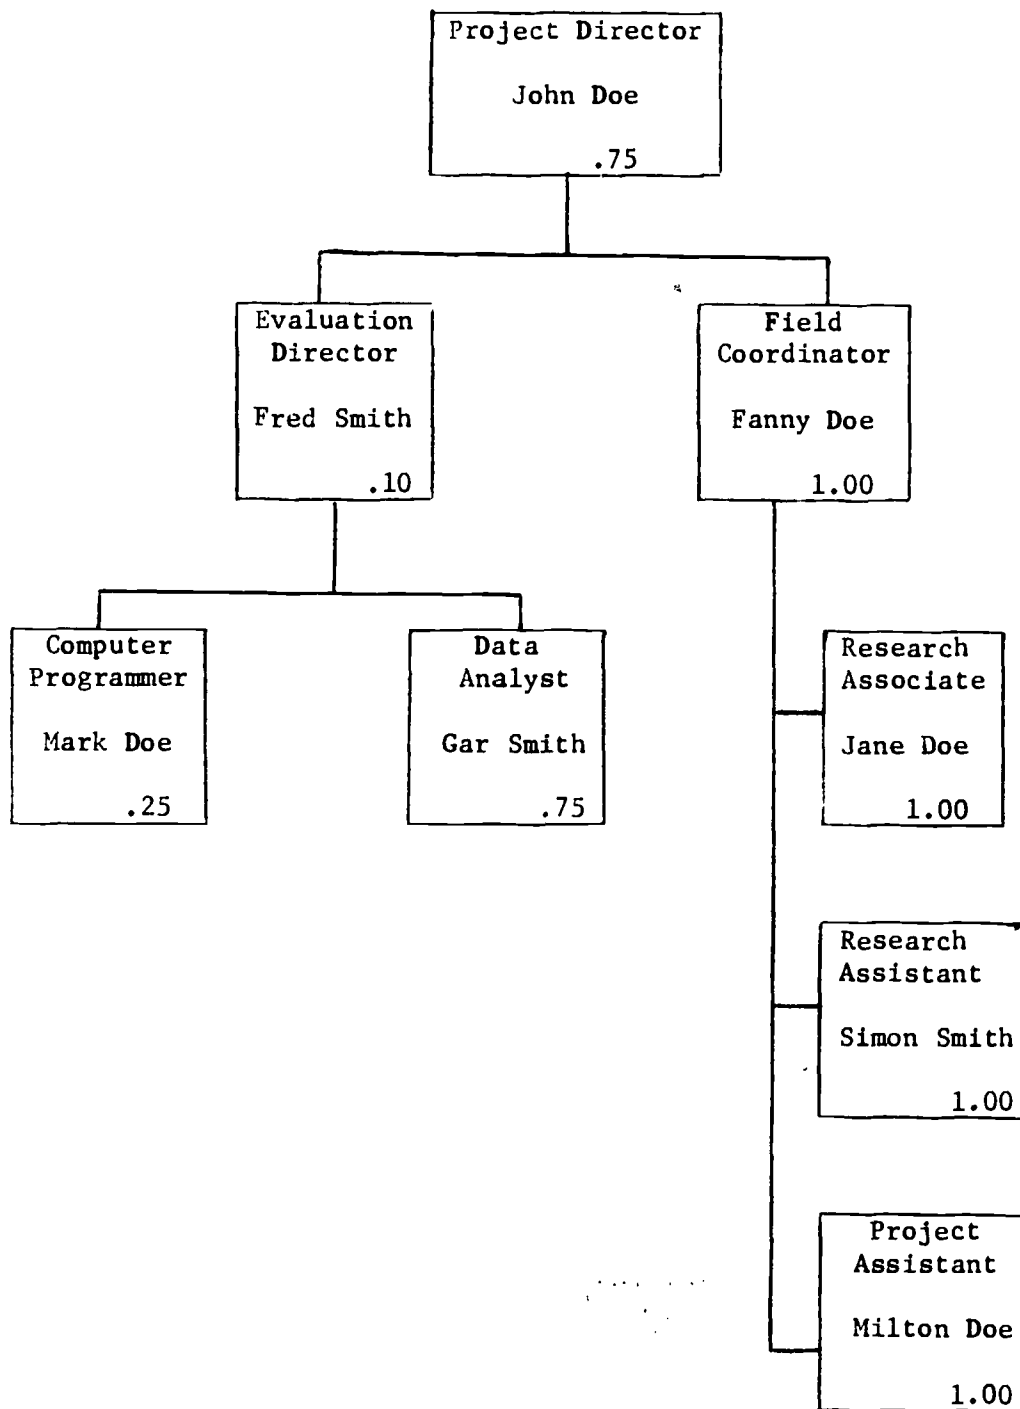 Project Director
John Doe
.75
Evaluation
Director
Fred Smith
.10
Field
Coordinator
Fanny Doe
1.00
Computer
Programmer
Mark Doe
.25
Data
Analyst
Gar Smith
.75
Research
Associate
Jane Doe
1.00
Research
Assistant
Simon Smith
1.00
Project
Assistant
Milton Doe
1.00